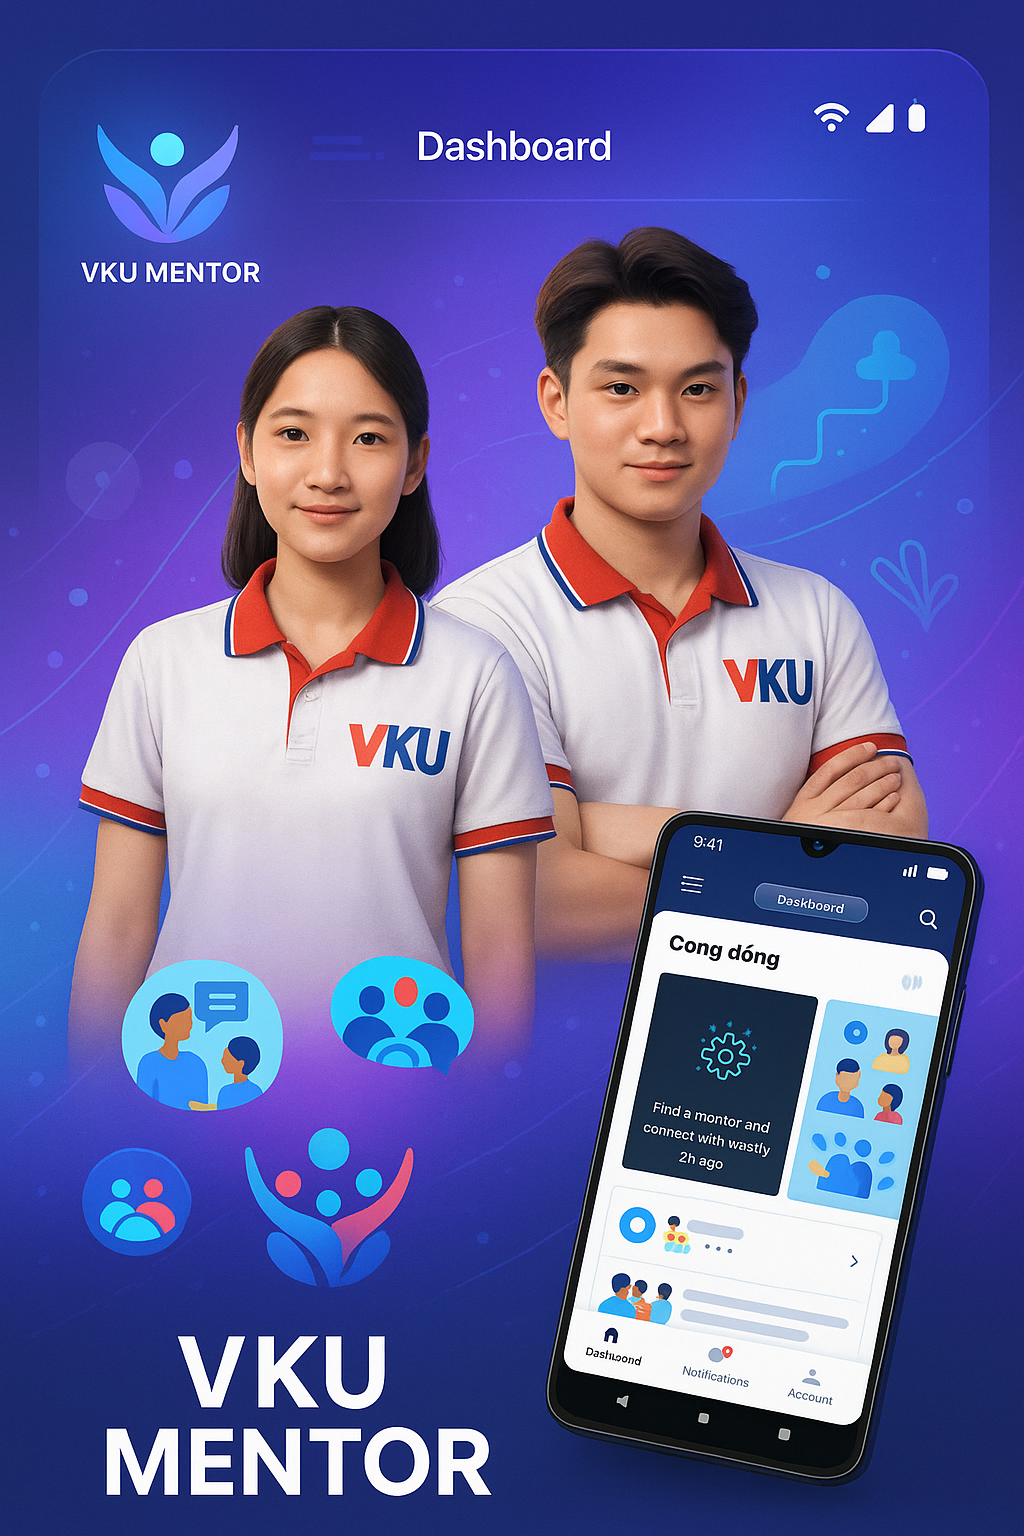 Dashboard
VKU MENTOR
VKU
VKU
9:41
Daskboard
Cong dóng
Find a montor and
connect with wastly
2h ago
Dashbond
Notifications
Account
VKU
MENTOR